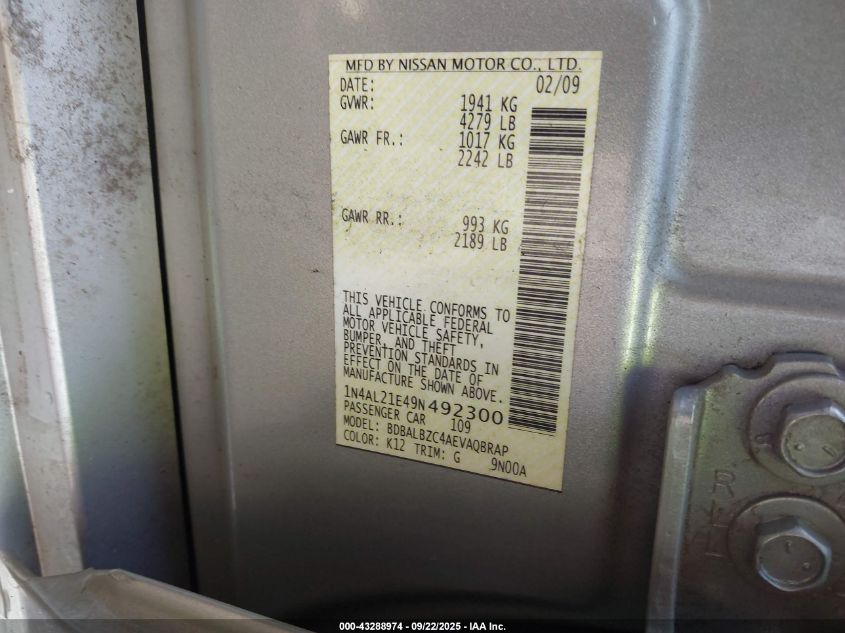 MFD BY NISSAN MOTOR CO., LTD.
DATE: 02/09
GVWR: 1941 KG
4279 LB
GAWR FR.: 1017 KG
2242 LB
GAWR RR.: 993 KG
2189 LB
THIS VEHICLE CONFORMS TO
ALL APPLICABLE FEDERAL
MOTOR VEHICLE SAFETY,
BUMPER, AND THEFT
PREVENTION STANDARDS IN
EFFECT ON THE DATE OF
MANUFACTURE SHOWN ABOVE.
1N4AL21E49N492300
PASSENGER CAR 109
MODEL: BDBALBZC4AEVAQBRAP
COLOR: K12 TRIM: G 9N00A
000-43288974 - 09/22/2025 - IAA Inc.